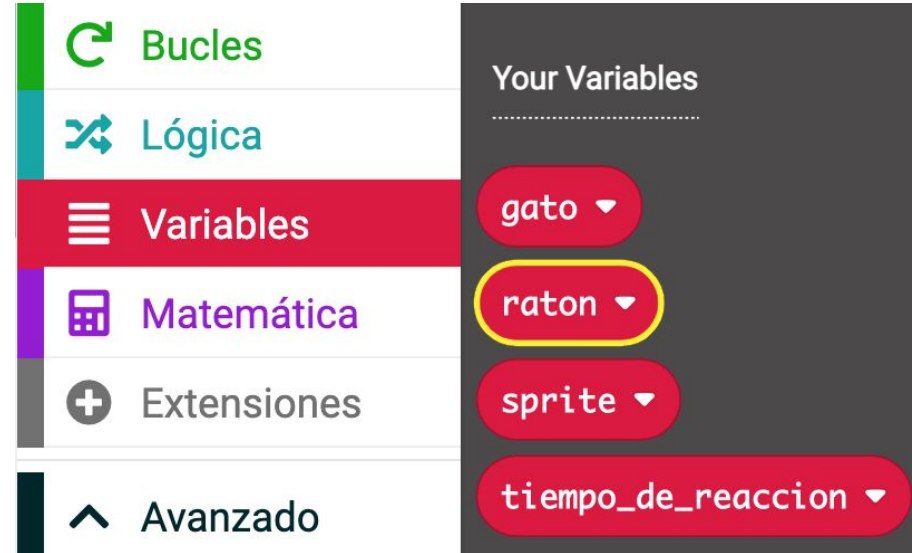 Bucles
Lógica
Variables
Matemática
Extensiones
Avanzado
Your Variables
gato
raton
sprite
tiempo_de_reaccion